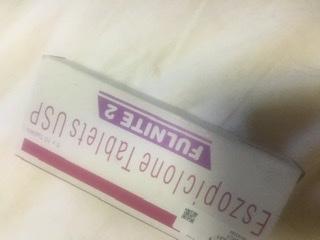 Eszopiclone Tablets USP
FULNITE 2